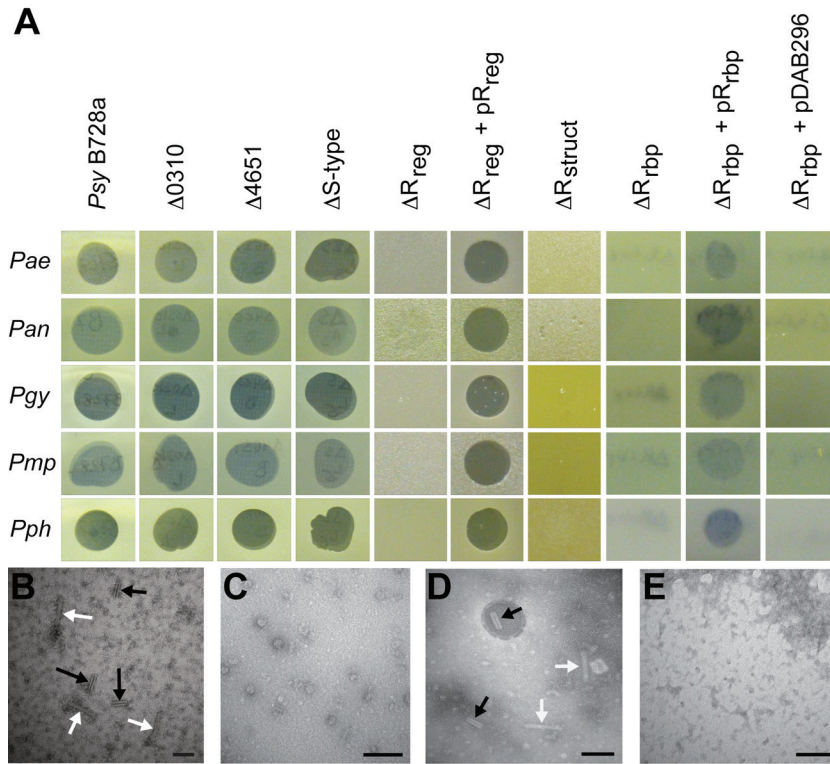 A
Psy B728a
Δ0310
Δ4651
ΔS-type
ΔRreg
ΔRreg + pRreg
ΔRstruct
ΔRrbp
ΔRrbp + pRrbp
ΔRrbp + pDAB296
Pae
Pan
Pgy
Pmp
Pph
B
C
D
E